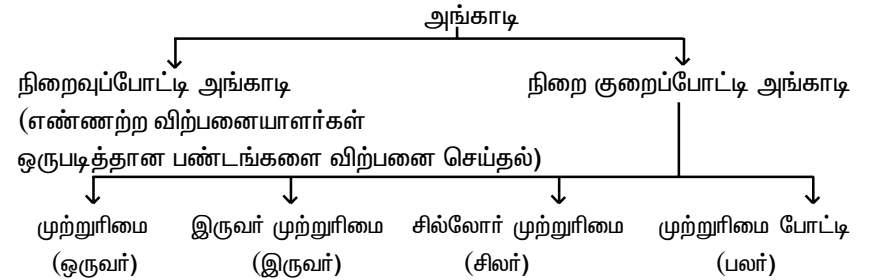 அங்காடி
நிறைவுப்போட்டி அங்காடி
(எண்ணற்ற விற்பனையாளர்கள்
ஒருபடித்தான பண்டங்களை விற்பனை செய்தல்)
நிறை குறைப்போட்டி அங்காடி
முற்றுரிமை
(ஒருவர்)
இருவர் முற்றுரிமை
(இருவர்)
சில்லோர் முற்றுரிமை
(சிலர்)
முற்றுரிமை போட்டி
(பலர்)